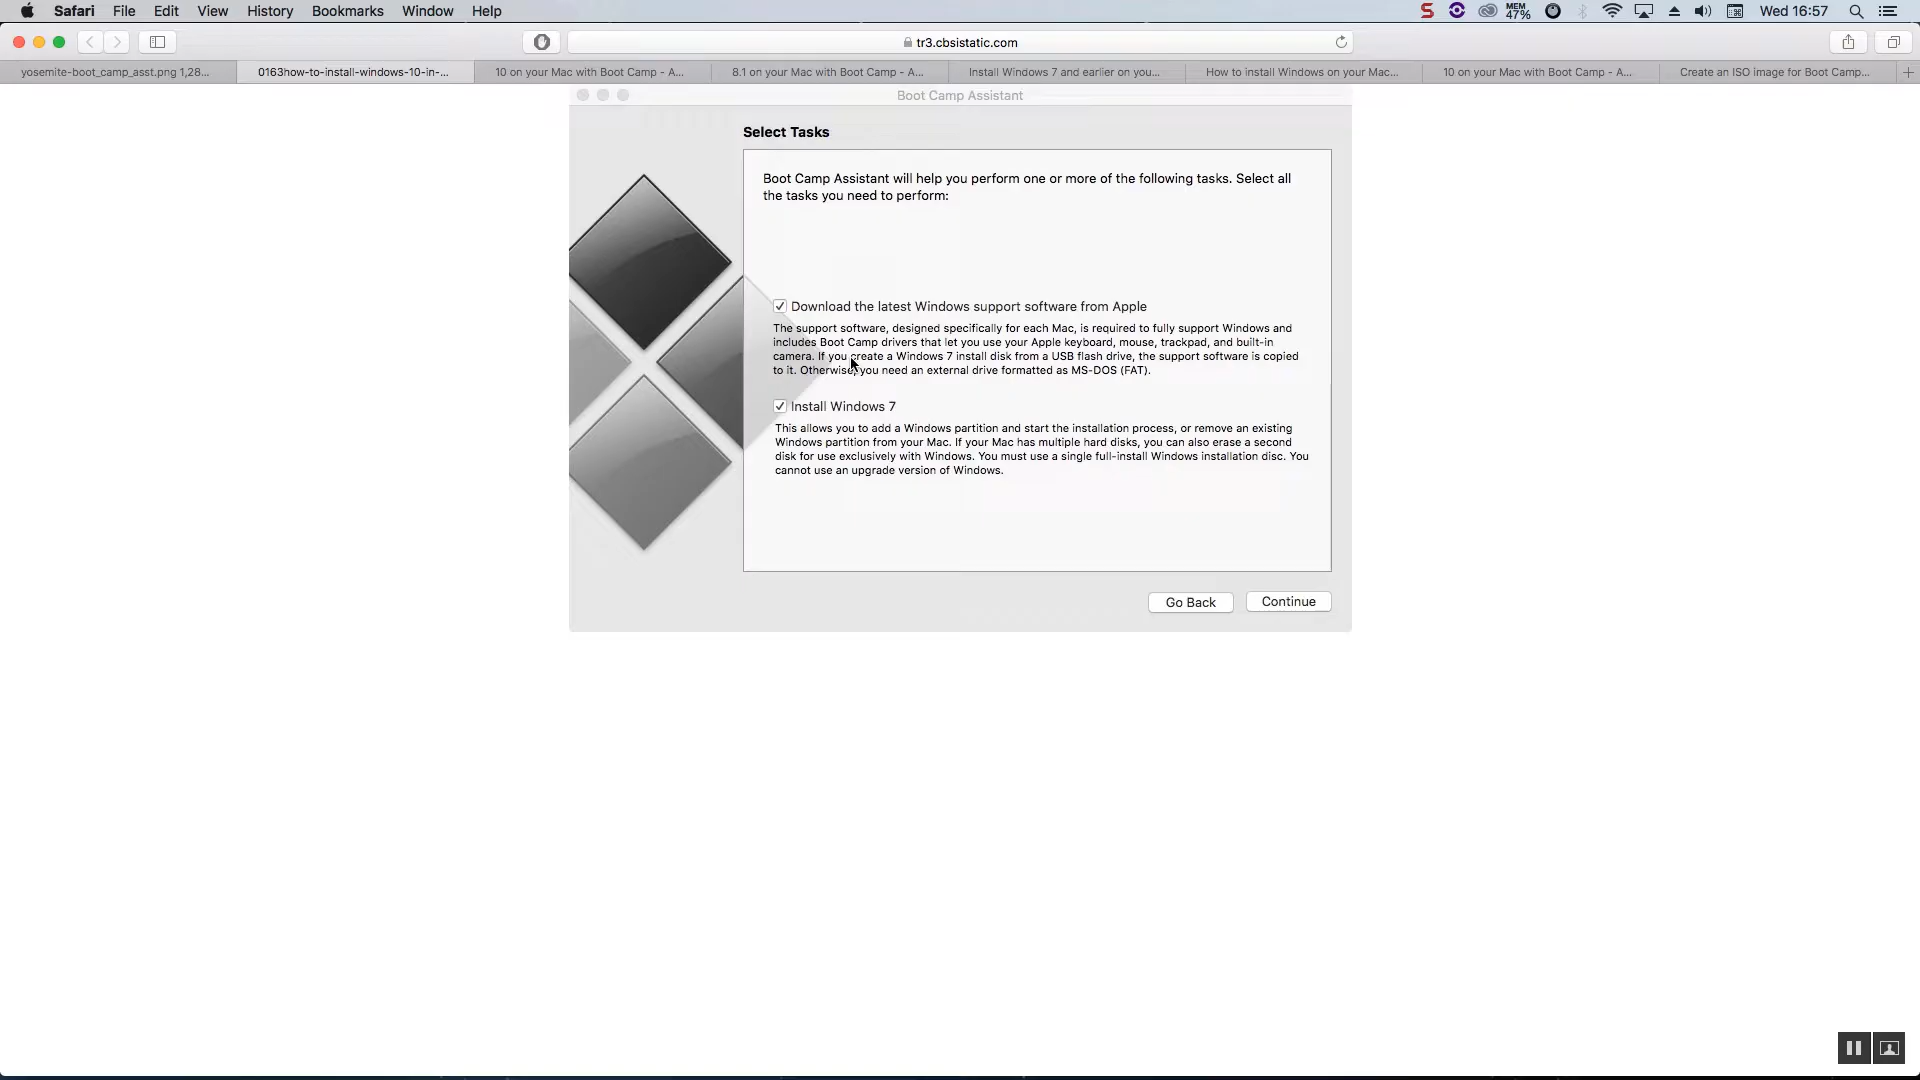 Safari File Edit View History Bookmarks Window Help
S MEM 47% Wed 16:57
tr3.cbsistatic.com
yosemite-boot_camp_asst.png 1,28... 0163how-to-install-windows-10-in-... 10 on your Mac with Boot Camp - A... 8.1 on your Mac with Boot Camp - A... Install Windows 7 and earlier on you... How to install Windows on your Mac... 10 on your Mac with Boot Camp - A... Create an ISO image for Boot Camp...
Boot Camp Assistant
Select Tasks
Boot Camp Assistant will help you perform one or more of the following tasks. Select all
the tasks you need to perform:
Download the latest Windows support software from Apple
The support software, designed specifically for each Mac, is required to fully support Windows and
includes Boot Camp drivers that let you use your Apple keyboard, mouse, trackpad, and built-in
camera. If you create a Windows 7 install disk from a USB flash drive, the support software is copied
to it. Otherwise, you need an external drive formatted as MS-DOS (FAT).
Install Windows 7
This allows you to add a Windows partition and start the installation process, or remove an existing
Windows partition from your Mac. If your Mac has multiple hard disks, you can also erase a second
disk for use exclusively with Windows. You must use a single full-install Windows installation disc. You
cannot use an upgrade version of Windows.
Go Back Continue